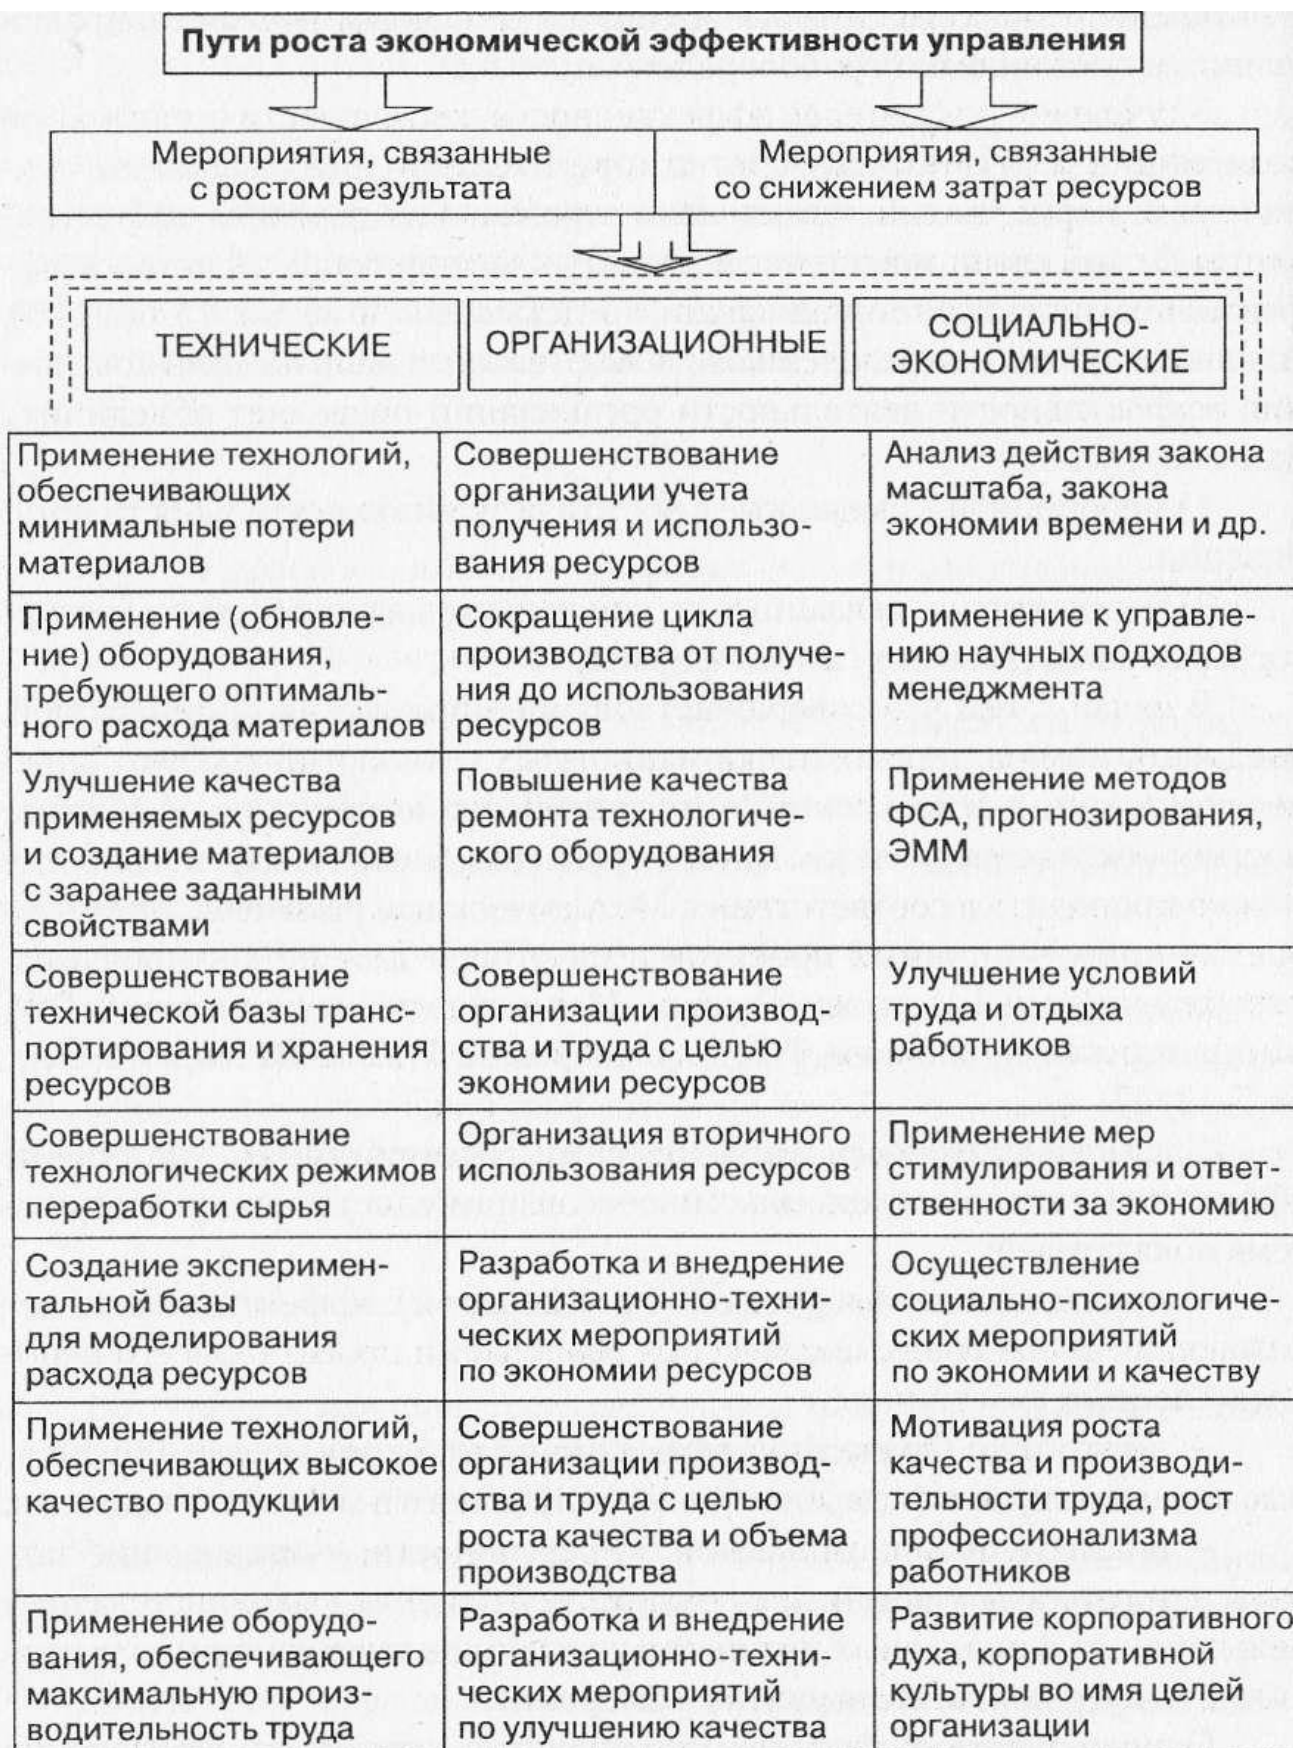 Пути роста экономической эффективности управления
Мероприятия, связанные
с ростом результата
Мероприятия, связанные
со снижением затрат ресурсов
ТЕХНИЧЕСКИЕ
ОРГАНИЗАЦИОННЫЕ
СОЦИАЛЬНО-
ЭКОНОМИЧЕСКИЕ
Применение технологий,
обеспечивающих
минимальные потери
материалов
Совершенствование
организации учета
получения и использо-
вания ресурсов
Анализ действия закона
масштаба, закона
экономии времени и др.
Применение (обновле-
ние) оборудования,
требующего оптималь-
ного расхода материалов
Сокращение цикла
производства от получе-
ния до использования
ресурсов
Применение к управле-
нию научных подходов
менеджмента
Улучшение качества
применяемых ресурсов
и создание материалов
с заранее заданными
свойствами
Повышение качества
ремонта технологиче-
ского оборудования
Применение методов
ФСА, прогнозирования,
ЭММ
Совершенствование
технической базы транс-
портирования и хранения
ресурсов
Совершенствование
организации производ-
ства и труда с целью
экономии ресурсов
Улучшение условий
труда и отдыха
работников
Совершенствование
технологических режимов
переработки сырья
Организация вторичного
использования ресурсов
Применение мер
стимулирования и ответ-
ственности за экономию
Создание эксперимен-
тальной базы
для моделирования
расхода ресурсов
Разработка и внедрение
организационно-техни-
ческих мероприятий
по экономии ресурсов
Осуществление
социально-психологиче-
ских мероприятий
по экономии и качеству
Применение технологий,
обеспечивающих высокое
качество продукции
Совершенствование
организации производ-
ства и труда с целью
роста качества и объема
производства
Мотивация роста
качества и производи-
тельности труда, рост
профессионализма
работников
Применение оборудо-
вания, обеспечивающего
максимальную произ-
водительность труда
Разработка и внедрение
организационно-техни-
ческих мероприятий
по улучшению качества
Развитие корпоративного
духа, корпоративной
культуры во имя целей
организации